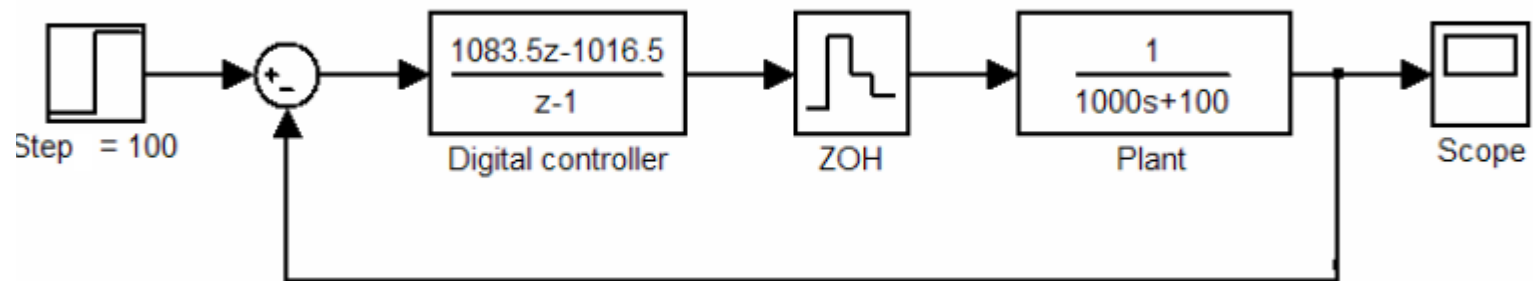 1083.5z-1016.5
z-1
1
1000s+100
Step = 100
Digital controller
ZOH
Plant
Scope